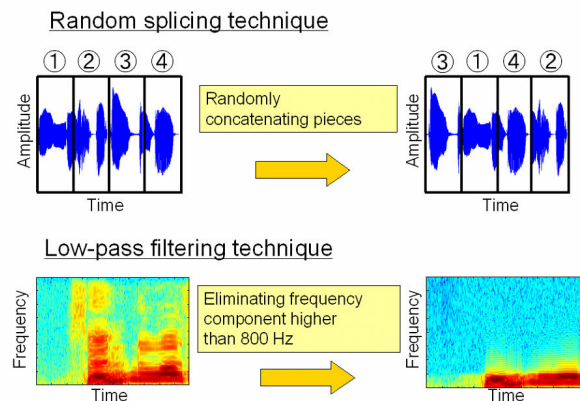 Random splicing technique
① ② ③ ④
③ ① ④ ②
Amplitude
Randomly
concatenating pieces
Amplitude
Time
Time
Low-pass filtering technique
Frequency
Eliminating frequency
component higher
than 800 Hz
Frequency
Time
Time